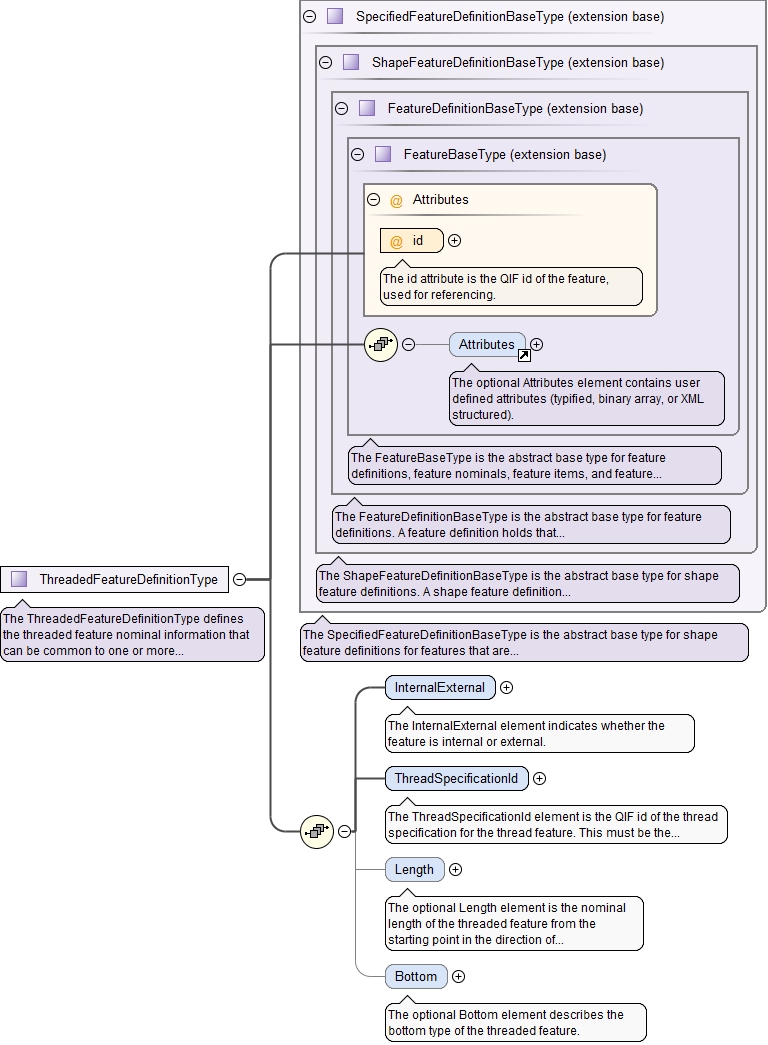 SpecifiedFeatureDefinitionBaseType (extension base)
ShapeFeatureDefinitionBaseType (extension base)
FeatureDefinitionBaseType (extension base)
FeatureBaseType (extension base)
@ Attributes
@ id
The id attribute is the QIF id of the feature,
used for referencing.
Attributes
The optional Attributes element contains user
defined attributes (typified, binary array, or XML
structured).
The FeatureBaseType is the abstract base type for feature
definitions, feature nominals, feature items, and feature...
The FeatureDefinitionBaseType is the abstract base type for feature
definitions. A feature definition holds that...
The ShapeFeatureDefinitionBaseType is the abstract base type for shape
feature definitions. A shape feature definition...
The SpecifiedFeatureDefinitionBaseType is the abstract base type for shape
feature definitions for features that are...
ThreadedFeatureDefinitionType
The ThreadedFeatureDefinitionType defines
the threaded feature nominal information that
can be common to one or more...
InternalExternal
The InternalExternal element indicates whether the
feature is internal or external.
ThreadSpecificationId
The ThreadSpecificationId element is the QIF id of the thread
specification for the thread feature. This must be the...
Length
The optional Length element is the nominal
length of the threaded feature from the
starting point in the direction of...
Bottom
The optional Bottom element describes the
bottom type of the threaded feature.